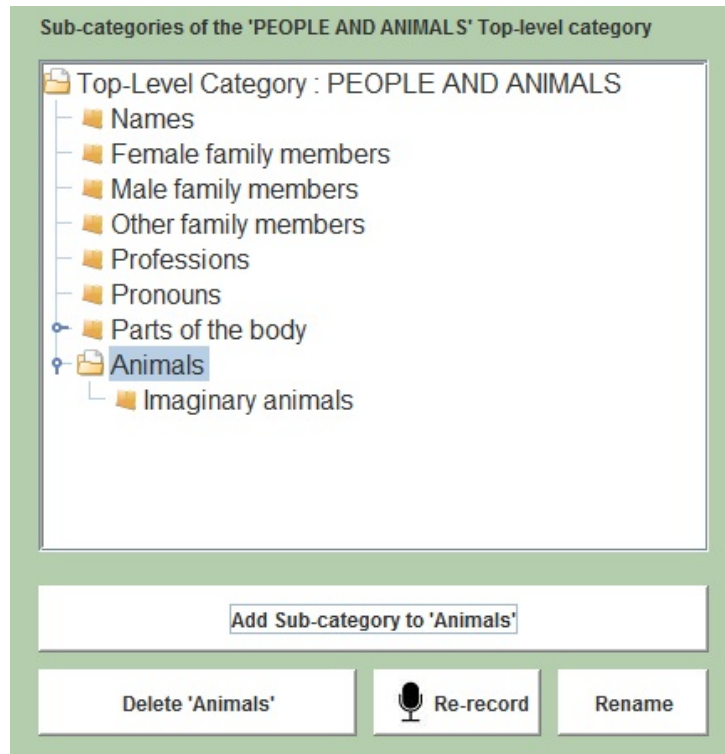 Sub-categories of the 'PEOPLE AND ANIMALS' Top-level category
Top-Level Category : PEOPLE AND ANIMALS
Names
Female family members
Male family members
Other family members
Professions
Pronouns
Parts of the body
Animals
Imaginary animals
Add Sub-category to 'Animals'
Delete 'Animals'
Re-record
Rename